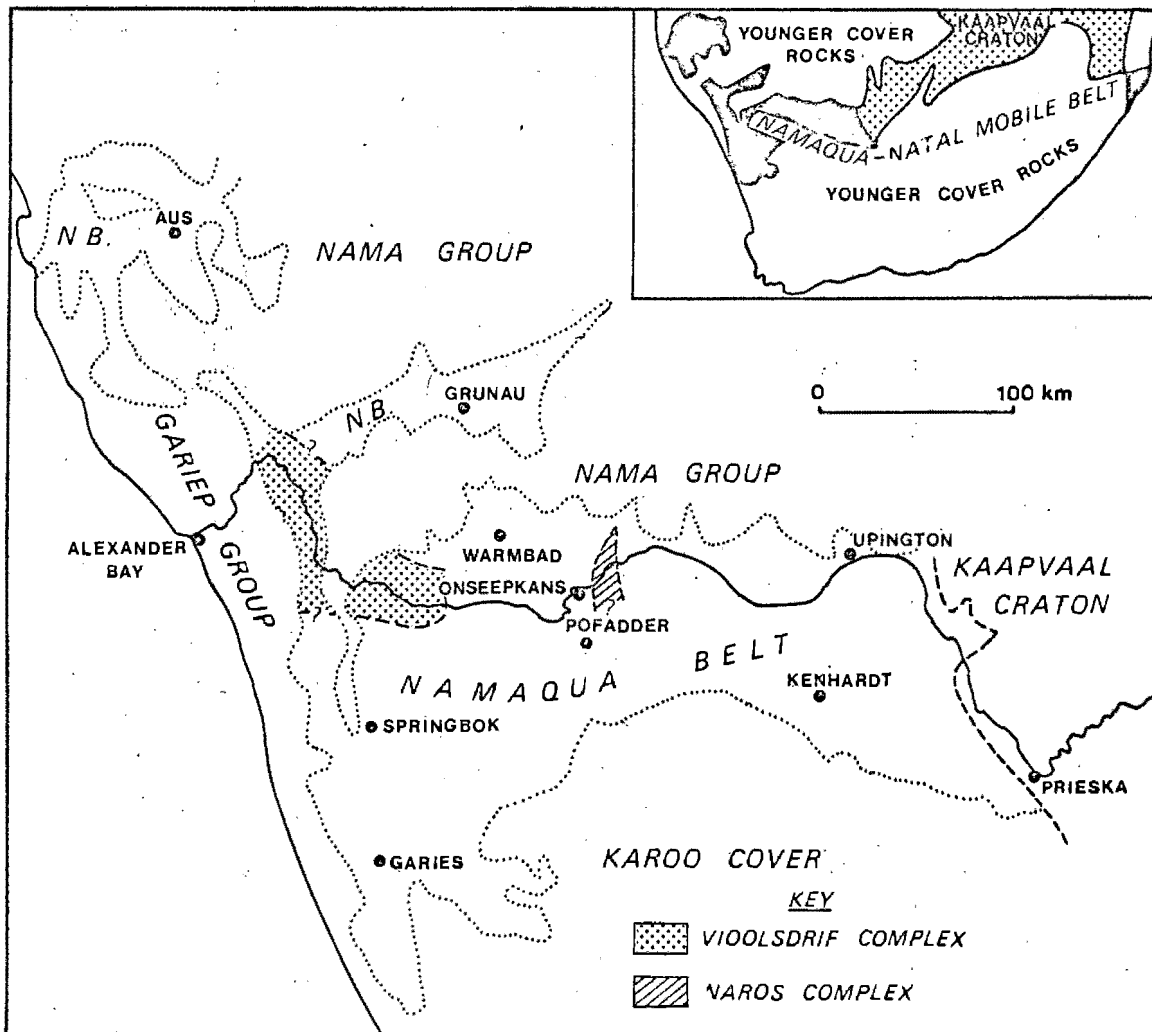 YOUNGER COVER
ROCKS
KAAPVAAL
CRATON
NAMAQUA-NATAL MOBILE BELT
YOUNGER COVER ROCKS
AUS
N.B.
NAMA GROUP
GRUNAU
N.B.
0 100 km
GARIEP
GROUP
NAMA GROUP
ALEXANDER
BAY
WARMBAD
UPINGTON
ONSEEPKANS
KAAPVAAL
CRATON
POFADDER
NAMAQUA BELT
KENHARDT
SPRINGBOK
PRIESKA
GARIES
KAROO COVER
KEY
VIOOLSDRIF COMPLEX
NAROS COMPLEX